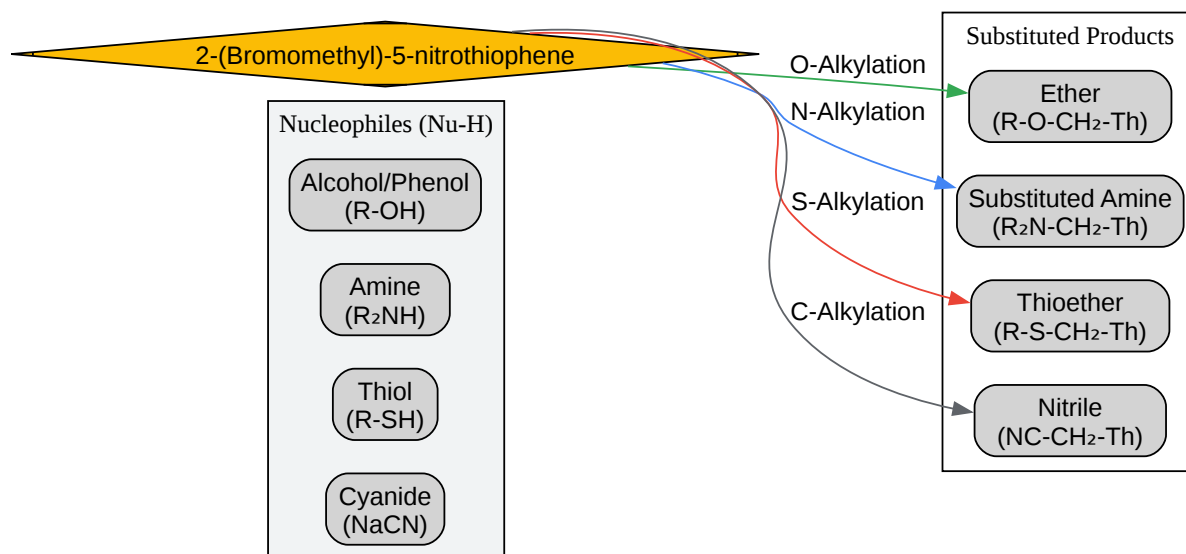 2-(Bromomethyl)-5-nitrothiophene
Nucleophiles (Nu-H)
Alcohol/Phenol
(R-OH)
Amine
(R₂NH)
Thiol
(R-SH)
Cyanide
(NaCN)
O-Alkylation
N-Alkylation
S-Alkylation
C-Alkylation
Substituted Products
Ether
(R-O-CH₂-Th)
Substituted Amine
(R₂N-CH₂-Th)
Thioether
(R-S-CH₂-Th)
Nitrile
(NC-CH₂-Th)